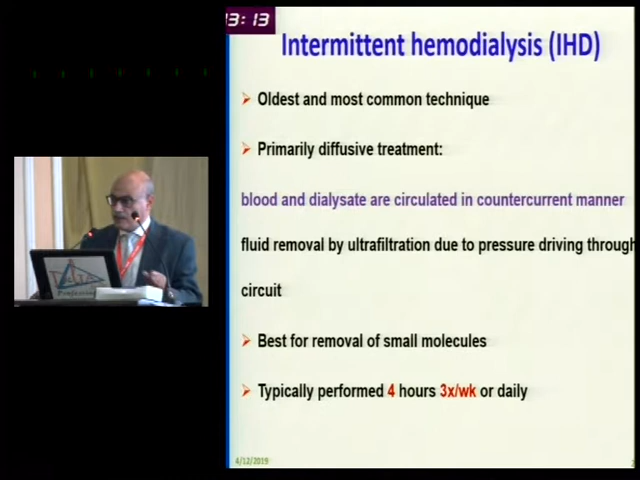 3:13
Intermittent hemodialysis (IHD)
Oldest and most common technique
Primarily diffusive treatment:
blood and dialysate are circulated in countercurrent manner
fluid removal by ultrafiltration due to pressure driving through
circuit
Best for removal of small molecules
Typically performed 4 hours 3x/wk or daily
4/12/2019